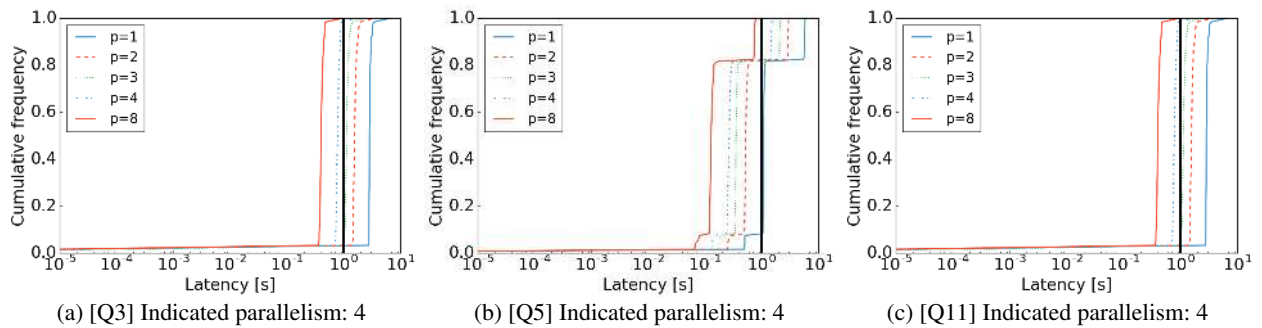 1.0
0.8
0.6
0.4
0.2
0.0
Cumulative frequency
p=1
p=2
p=3
p=4
p=8
10^-5 10^-4 10^-3 10^-2 10^-1 10^0 10^1
Latency [s]
(a) [Q3] Indicated parallelism: 4
1.0
0.8
0.6
0.4
0.2
0.0
Cumulative frequency
p=1
p=2
p=3
p=4
p=8
10^-5 10^-4 10^-3 10^-2 10^-1 10^0 10^1
Latency [s]
(b) [Q5] Indicated parallelism: 4
1.0
0.8
0.6
0.4
0.2
0.0
Cumulative frequency
p=1
p=2
p=3
p=4
p=8
10^-5 10^-4 10^-3 10^-2 10^-1 10^0 10^1
Latency [s]
(c) [Q11] Indicated parallelism: 4